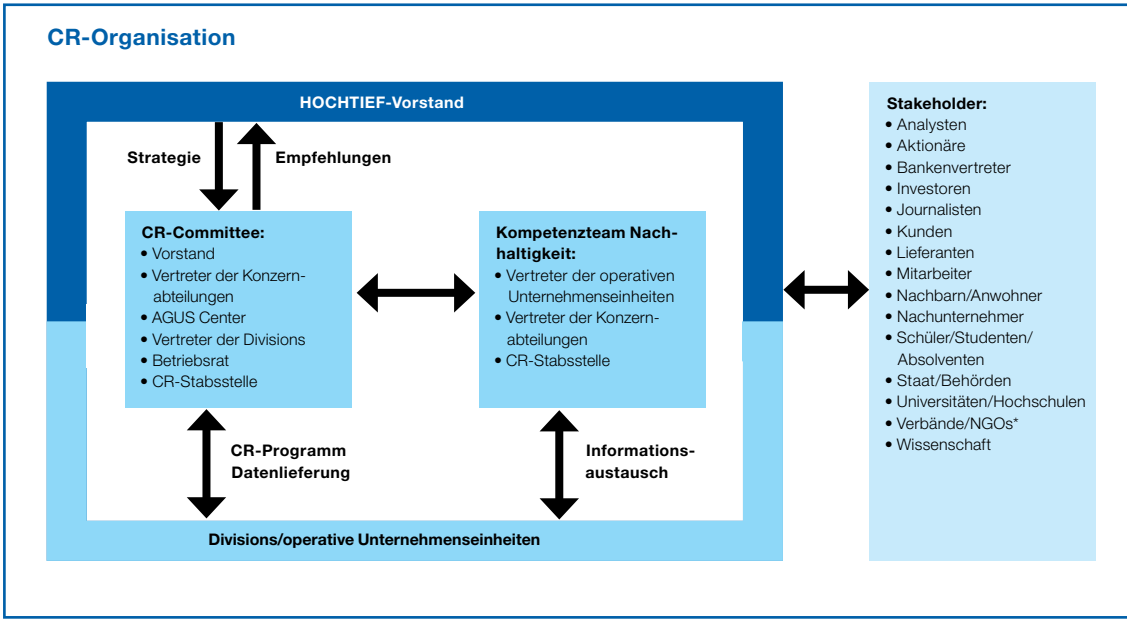 CR-Organisation
HOCHTIEF-Vorstand
Strategie
Empfehlungen
CR-Committee:
• Vorstand
• Vertreter der Konzern-
abteilungen
• AGUS Center
• Vertreter der Divisions
• Betriebsrat
• CR-Stabsstelle
Kompetenzteam Nach-
haltigkeit:
• Vertreter der operativen
Unternehmenseinheiten
• Vertreter der Konzern-
abteilungen
• CR-Stabsstelle
CR-Programm
Datenlieferung
Informations-
austausch
Divisions/operative Unternehmenseinheiten
Stakeholder:
• Analysten
• Aktionäre
• Bankenvertreter
• Investoren
• Journalisten
• Kunden
• Lieferanten
• Mitarbeiter
• Nachbarn/Anwohner
• Nachunternehmer
• Schüler/Studenten/
Absolventen
• Staat/Behörden
• Universitäten/Hochschulen
• Verbände/NGOs*
• Wissenschaft